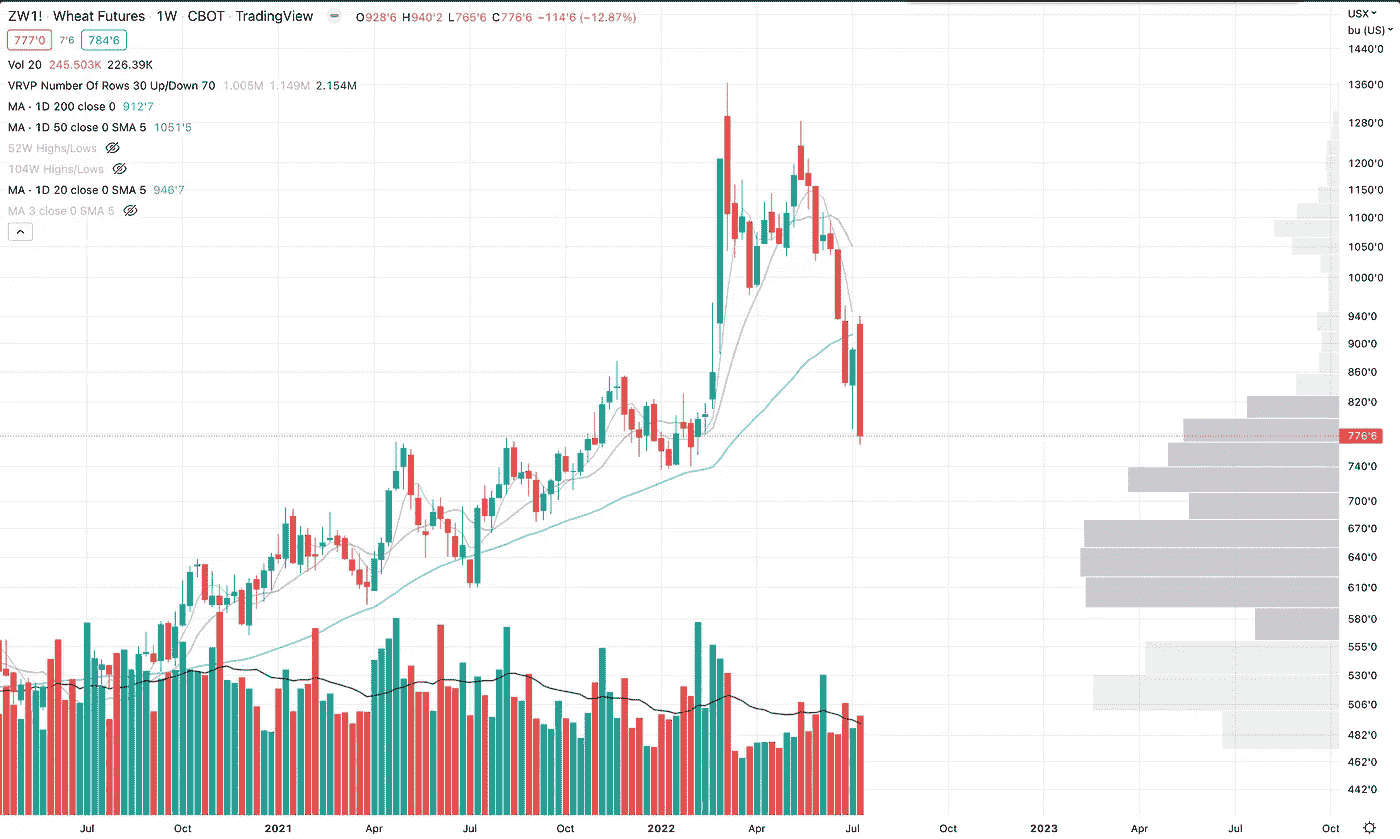 ZW1! · Wheat Futures · 1W · CBOT · TradingView O928'6 H940'2 L765'6 C776'6 −114'6 (−12.87%)
777'0 7'6 784'6
Vol 20 245.503K 226.39K
VRVP Number Of Rows 30 Up/Down 70 1.005M 1.149M 2.154M
MA · 1D 200 close 0 912'7
MA · 1D 50 close 0 SMA 5 1051'5
52W Highs/Lows
104W Highs/Lows
MA · 1D 20 close 0 SMA 5 946'7
MA 3 close 0 SMA 5
USX
bu (US)
1440'0
1360'0
1280'0
1200'0
1150'0
1100'0
1050'0
1000'0
940'0
900'0
860'0
820'0
776'6
740'0
700'0
670'0
640'0
610'0
580'0
555'0
530'0
506'0
482'0
462'0
442'0
Jul Oct 2021 Apr Jul Oct 2022 Apr Jul Oct 2023 Apr Jul Oct